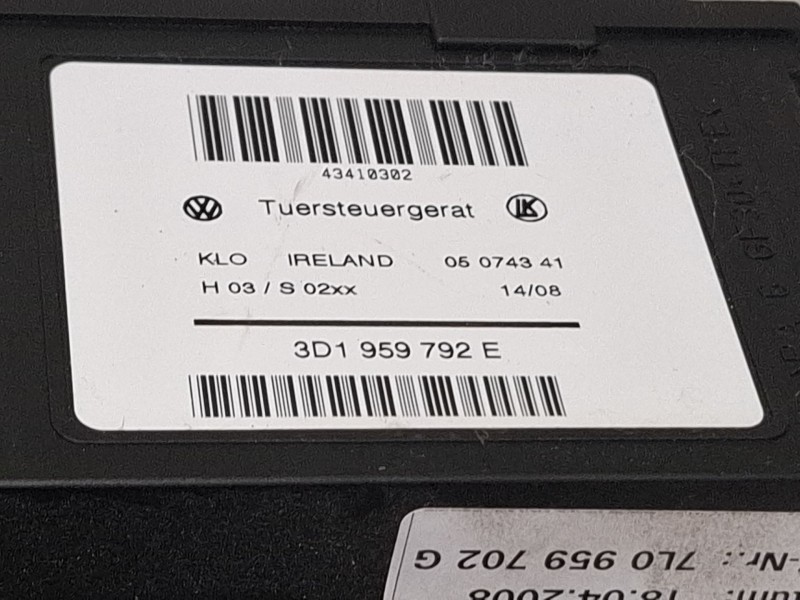 43410302
Tuersteuergerat LK
KLO IRELAND 05 0743 41
H 03 / S 02xx 14/08
3D1 959 792 E
-Nr.: 7L0 959 702 G
18.04.2008